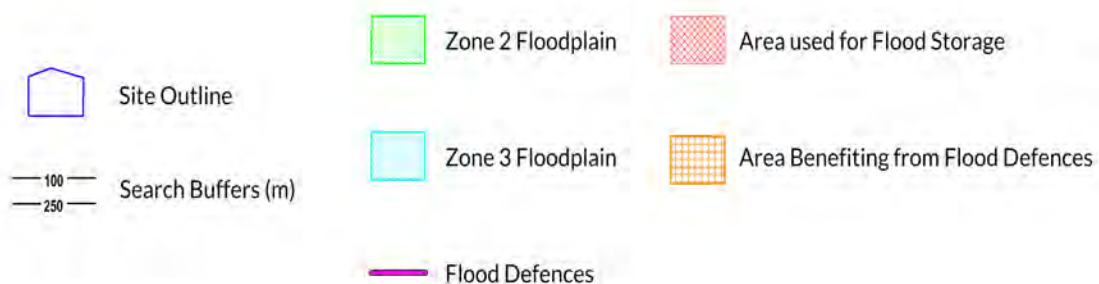 Site Outline
100
250
Search Buffers (m)
Zone 2 Floodplain
Zone 3 Floodplain
Flood Defences
Area used for Flood Storage
Area Benefiting from Flood Defences